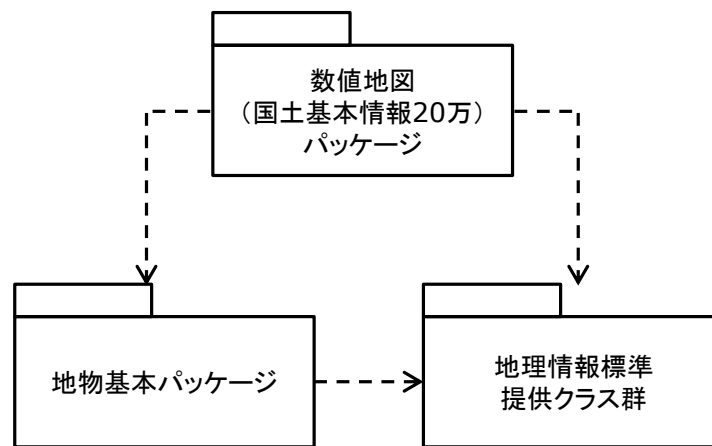 数値地図
（国土基本情報20万）
パッケージ
地物基本パッケージ
地理情報標準
提供クラス群